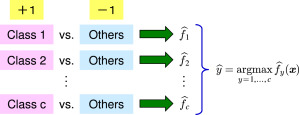 +1 −1
Class 1 vs. Others f̂₁
Class 2 vs. Others f̂₂
⋮ ⋮ ⋮
Class c vs. Others f̂_c
ŷ = argmax f̂_y(x)
y=1,...,c